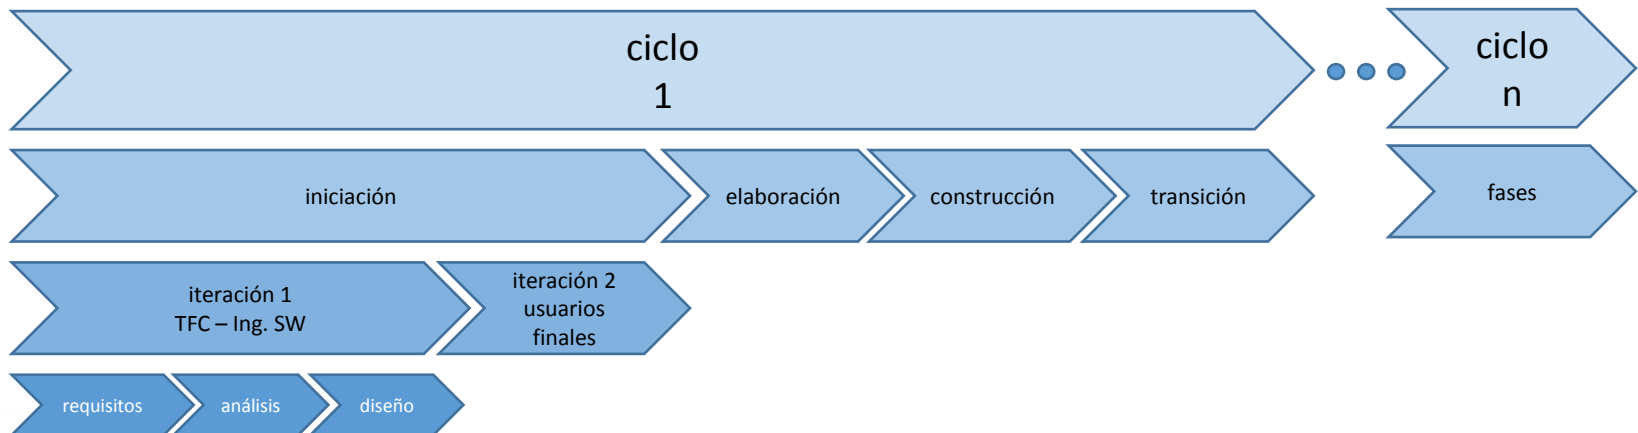 ciclo
1
ciclo
n
iniciación
elaboración
construcción
transición
fases
iteración 1
TFC – Ing. SW
iteración 2
usuarios
finales
requisitos
análisis
diseño